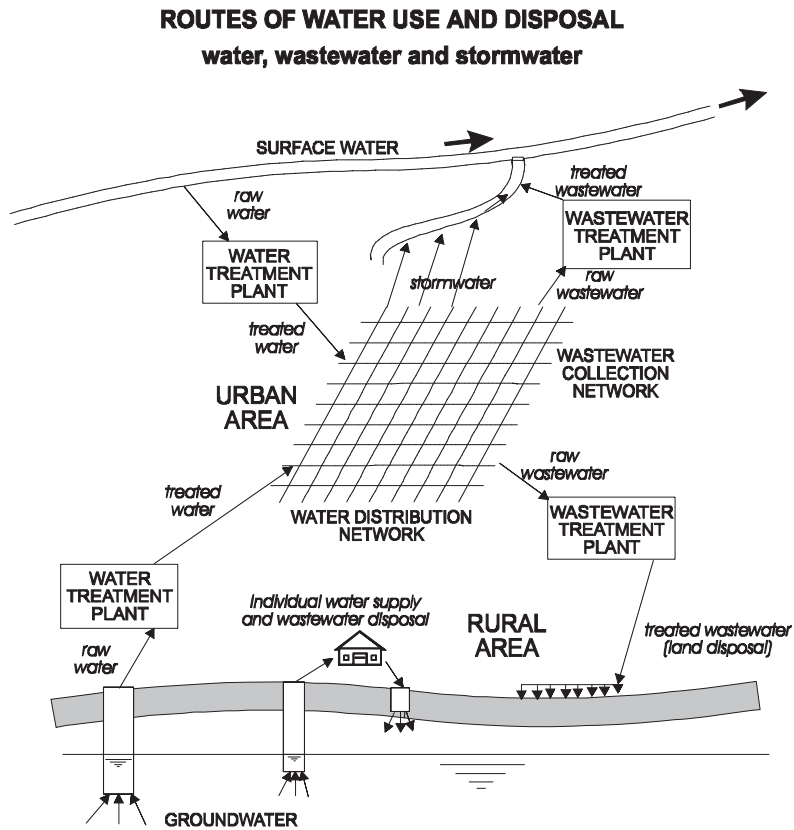 ROUTES OF WATER USE AND DISPOSAL
water, wastewater and stormwater
SURFACE WATER
raw
water
treated
wastewater
WATER
TREATMENT
PLANT
WASTEWATER
TREATMENT
PLANT
stormwater
raw
wastewater
treated
water
WASTEWATER
COLLECTION
NETWORK
URBAN
AREA
raw
wastewater
treated
water
WATER DISTRIBUTION
NETWORK
WASTEWATER
TREATMENT
PLANT
WATER
TREATMENT
PLANT
Individual water supply
and wastewater disposal
RURAL
AREA
treated wastewater
(land disposal)
raw
water
GROUNDWATER